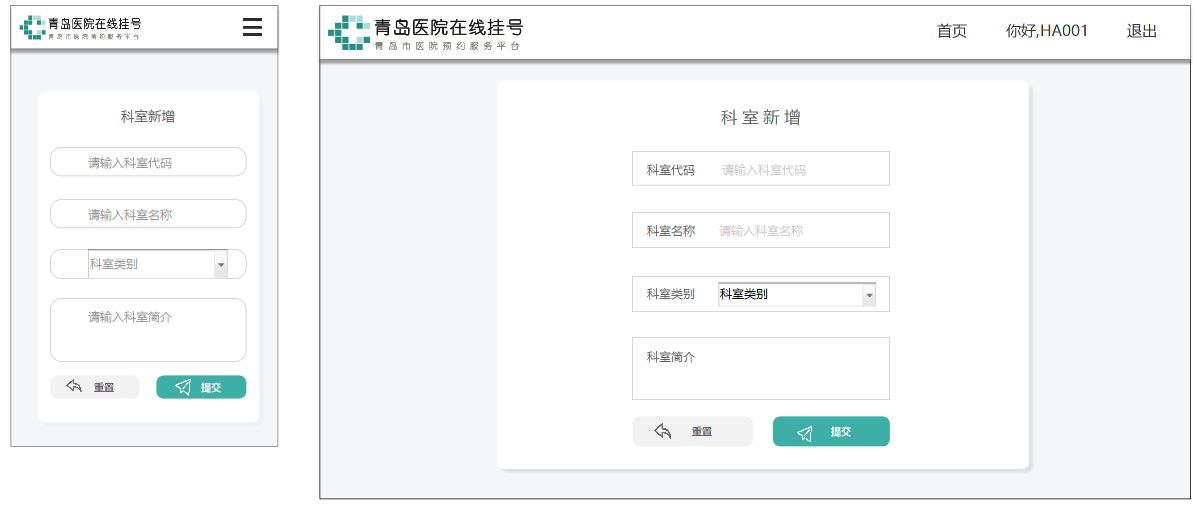 青岛医院在线挂号
青岛市医院预约服务平台
科室新增
请输入科室代码
请输入科室名称
科室类别
请输入科室简介
重置
提交
青岛医院在线挂号
青岛市医院预约服务平台
首页
你好,HA001
退出
科室新增
科室代码 请输入科室代码
科室名称 请输入科室名称
科室类别 科室类别
科室简介
重置
提交